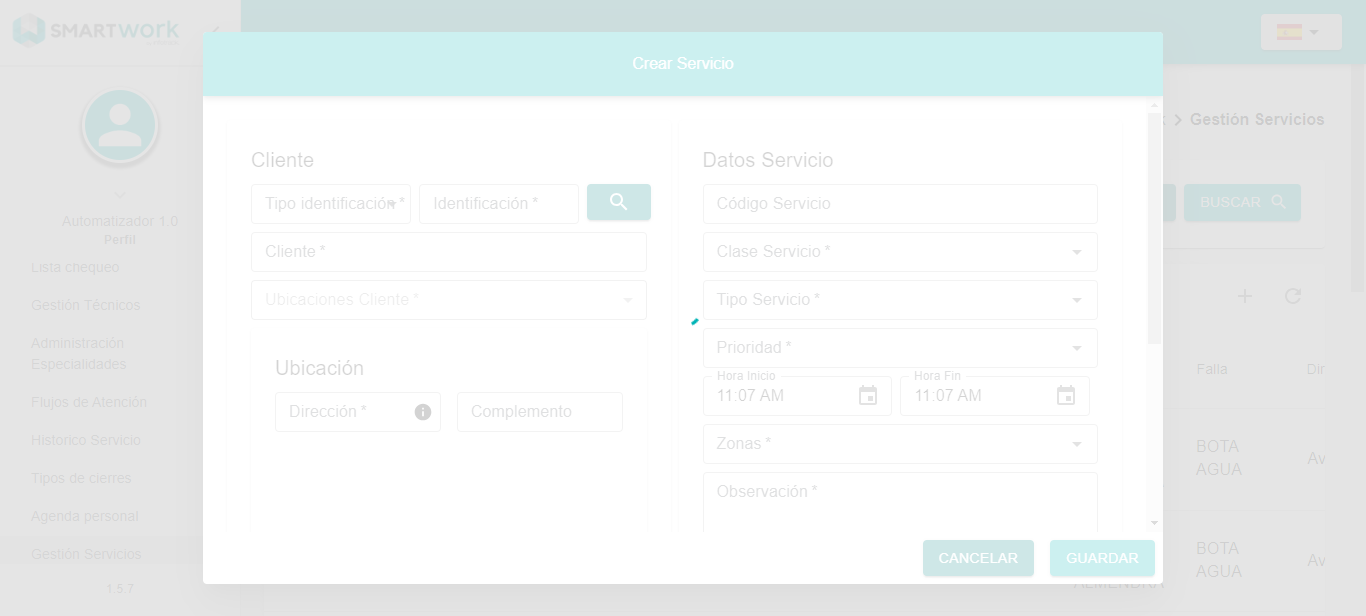 SMARTWORK
Crear Servicio
Gestión Servicios
Cliente
Datos Servicio
Tipo identificación *
Identificación *
Código Servicio
BUSCAR
Automatizador 1.0
Perfil
Cliente *
Clase Servicio *
Lista chequeo
Ubicaciones Cliente *
Tipo Servicio *
Gestión Técnicos
Administración
Especialidades
Prioridad *
Ubicación
Falla
Dir
Hora Inicio
Hora Fin
11:07 AM
11:07 AM
Flujos de Atención
Dirección *
Complemento
Historico Servicio
Zonas *
BOTA
AGUA
Av
Tipos de cierres
Observación *
Agenda personal
Gestión Servicios
CANCELAR
GUARDAR
BOTA
AGUA
Av
1.5.7